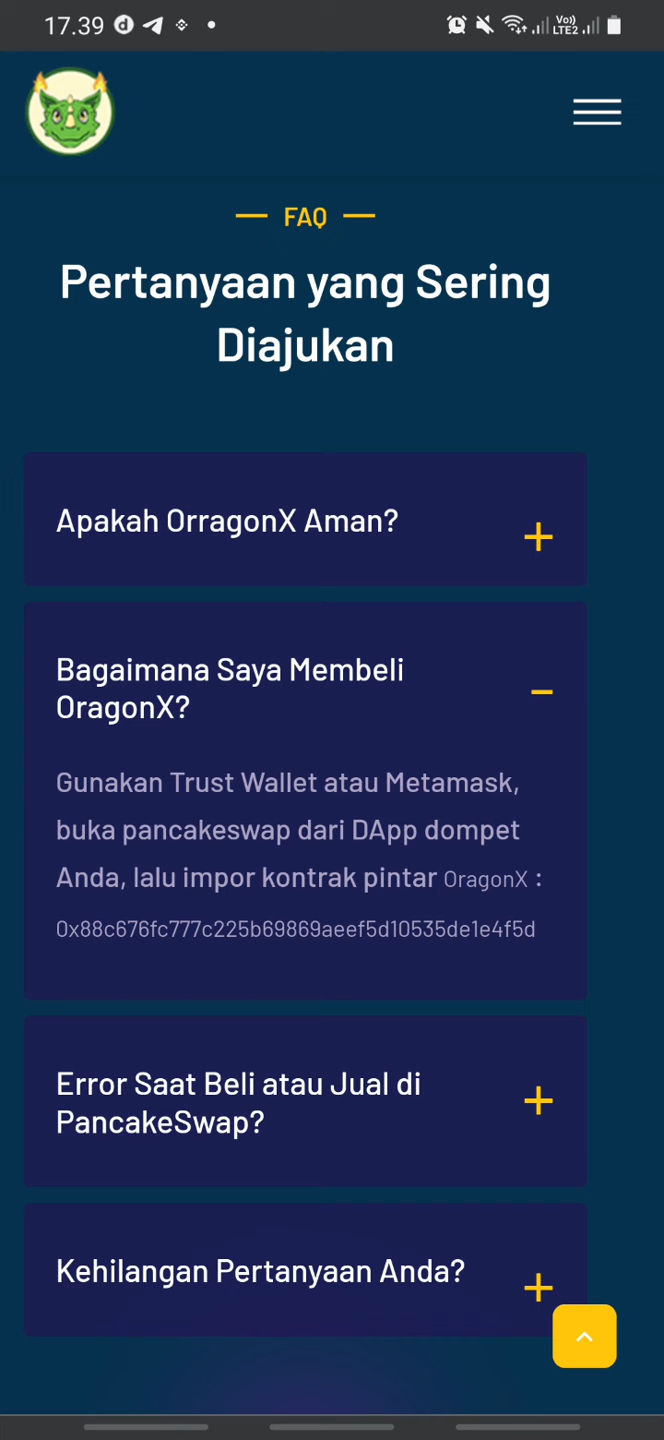 17.39
Vo))
LTE2
FAQ
Pertanyaan yang Sering
Diajukan
Apakah OrragonX Aman?
Bagaimana Saya Membeli
OragonX?
Gunakan Trust Wallet atau Metamask,
buka pancakeswap dari DApp dompet
Anda, lalu impor kontrak pintar OragonX :
0x88c676fc777c225b69869aeef5d10535de1e4f5d
Error Saat Beli atau Jual di
PancakeSwap?
Kehilangan Pertanyaan Anda?